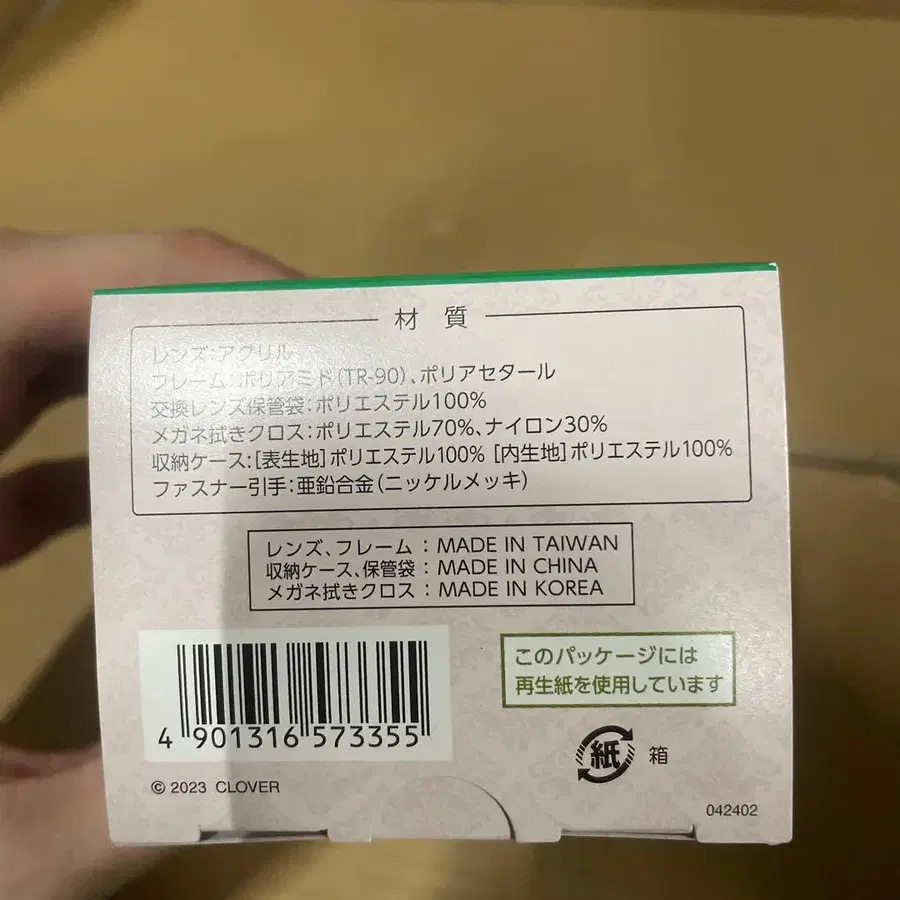 材 質
レンズ:アクリル
フレーム:ポリアミド(TR-90)、ポリアセタール
交換レンズ保管袋:ポリエステル100%
メガネ拭きクロス:ポリエステル70%、ナイロン30%
収納ケース:[表生地]ポリエステル100% [内生地]ポリエステル100%
ファスナー引手:亜鉛合金(ニッケルメッキ)
レンズ、フレーム : MADE IN TAIWAN
収納ケース、保管袋 : MADE IN CHINA
メガネ拭きクロス : MADE IN KOREA
このパッケージには
再生紙を使用しています
4 901316 573355
紙 箱
© 2023 CLOVER
042402